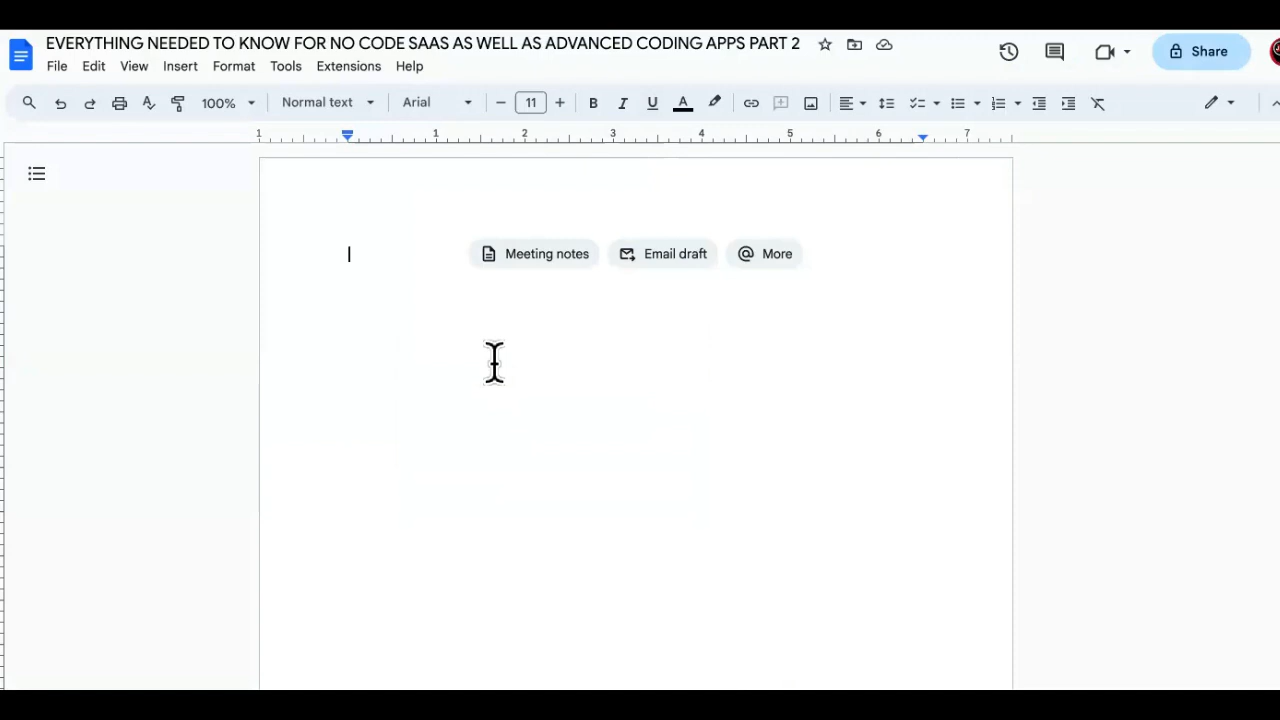 EVERYTHING NEEDED TO KNOW FOR NO CODE SAAS AS WELL AS ADVANCED CODING APPS PART 2
File Edit View Insert Format Tools Extensions Help
Share
100% Normal text Arial 11 B I U A
1 1 2 3 4 5 6 7
Meeting notes Email draft More